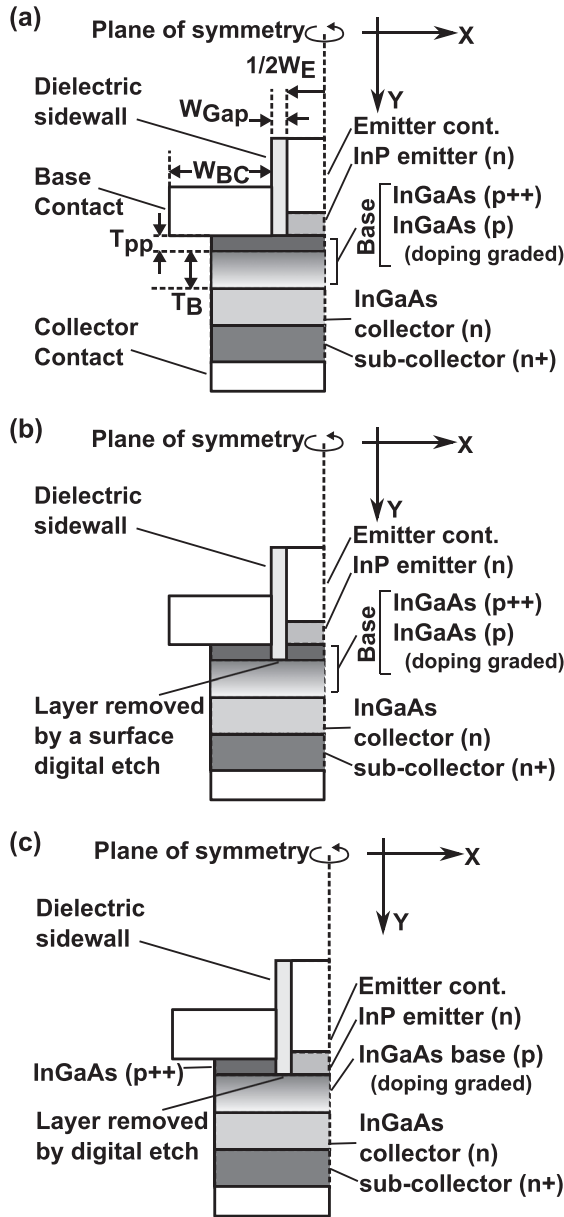 (a)
Plane of symmetry
X
Y
1/2WE
Dielectric
sidewall
WGap
WBC
Base
Contact
Tpp
TB
Collector
Contact
Emitter cont.
InP emitter (n)
Base
InGaAs (p++)
InGaAs (p)
(doping graded)
InGaAs
collector (n)
sub-collector (n+)
(b)
Plane of symmetry
X
Y
Dielectric
sidewall
Emitter cont.
InP emitter (n)
Base
InGaAs (p++)
InGaAs (p)
(doping graded)
Layer removed
by a surface
digital etch
InGaAs
collector (n)
sub-collector (n+)
(c)
Plane of symmetry
X
Y
Dielectric
sidewall
Emitter cont.
InP emitter (n)
InGaAs base (p)
(doping graded)
InGaAs (p++)
Layer removed
by digital etch
InGaAs
collector (n)
sub-collector (n+)